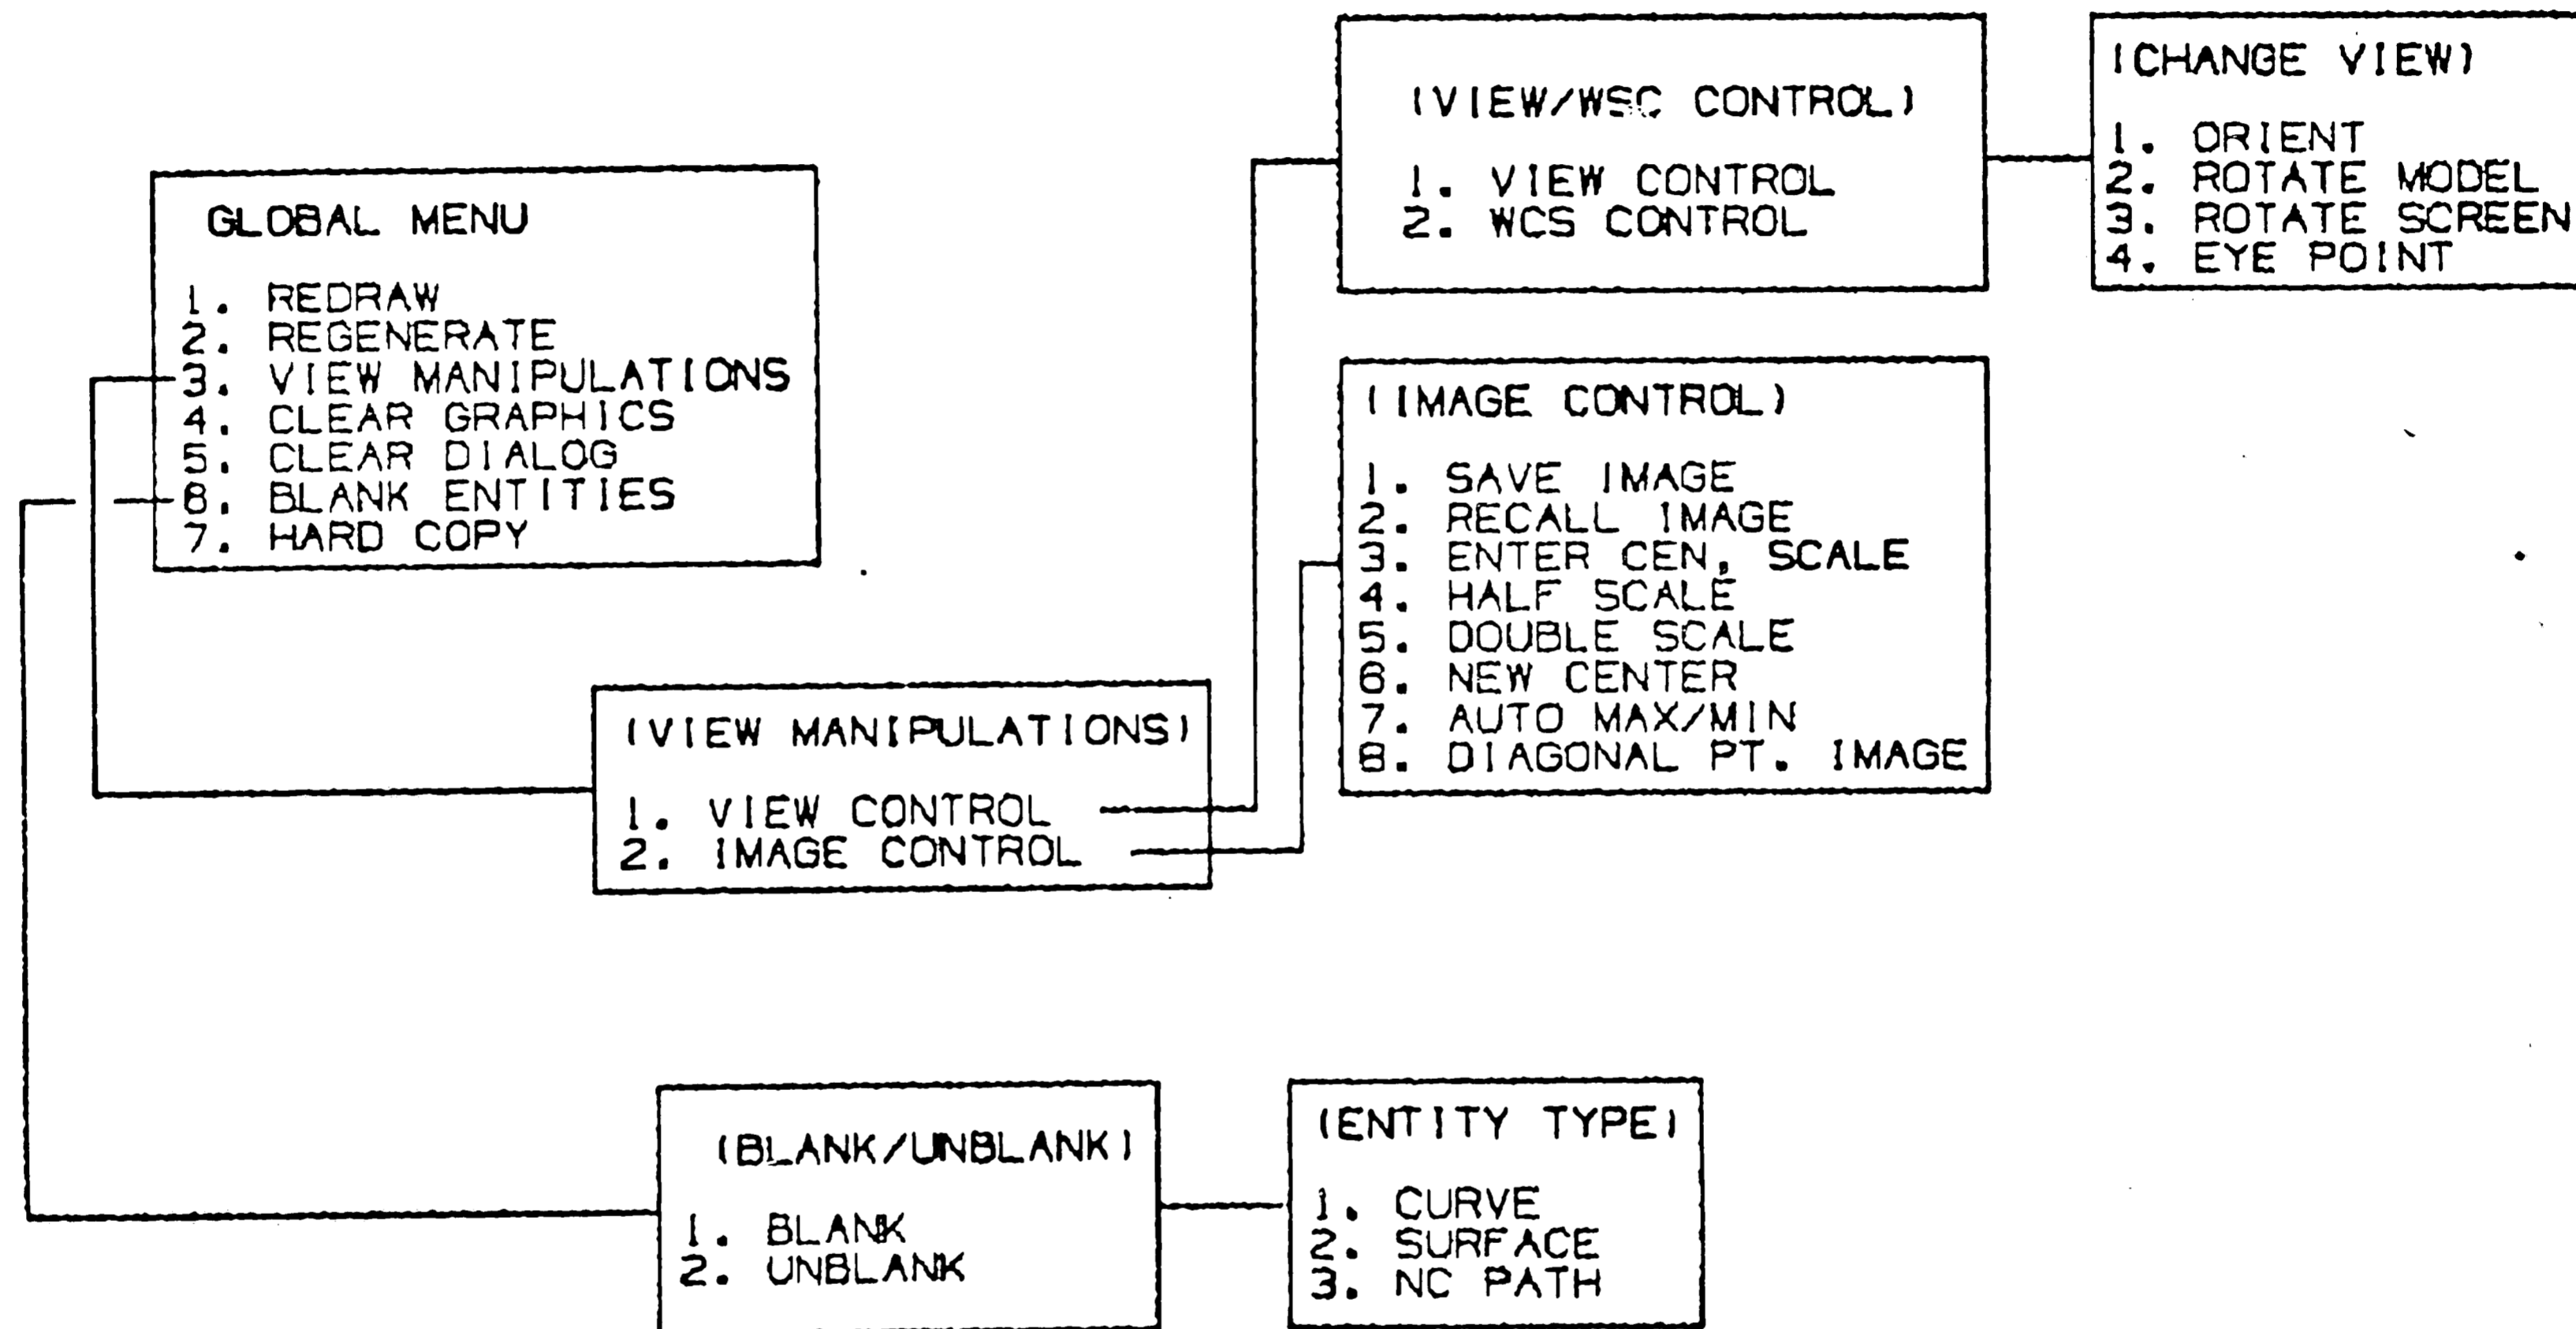 GLOBAL MENU
1. REDRAW
2. REGENERATE
3. VIEW MANIPULATIONS
4. CLEAR GRAPHICS
5. CLEAR DIALOG
6. BLANK ENTITIES
7. HARD COPY
(VIEW MANIPULATIONS)
1. VIEW CONTROL
2. IMAGE CONTROL
(VIEW/WSC CONTROL)
1. VIEW CONTROL
2. WCS CONTROL
(CHANGE VIEW)
1. ORIENT
2. ROTATE MODEL
3. ROTATE SCREEN
4. EYE POINT
(IMAGE CONTROL)
1. SAVE IMAGE
2. RECALL IMAGE
3. ENTER CEN. SCALE
4. HALF SCALE
5. DOUBLE SCALE
6. NEW CENTER
7. AUTO MAX/MIN
8. DIAGONAL PT. IMAGE
(BLANK/UNBLANK)
1. BLANK
2. UNBLANK
(ENTITY TYPE)
1. CURVE
2. SURFACE
3. NC PATH